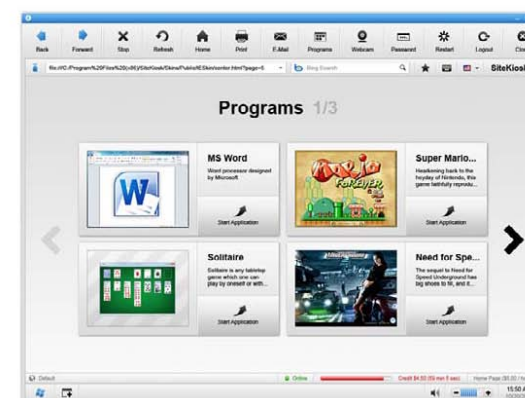 Back Forward Stop Refresh Home Print E-Mail Programs Webcam Password Restart Logout
Bing Search
SiteKiosk
Programs 1/3
MS Word
Word processor designed
by Microsoft
Start Application
Super Mario...
Hearkening back to the
heyday of Nintendo, this
game faithfully reprodu...
Start Application
MARIO
FOREVER
W
Solitaire
Solitaire is any tabletop
game which one can
play by oneself or with...
Start Application
Need for Spe...
The sequel to Need for
Speed Underground has
big shoes to fill, and it...
Start Application
Default
Online